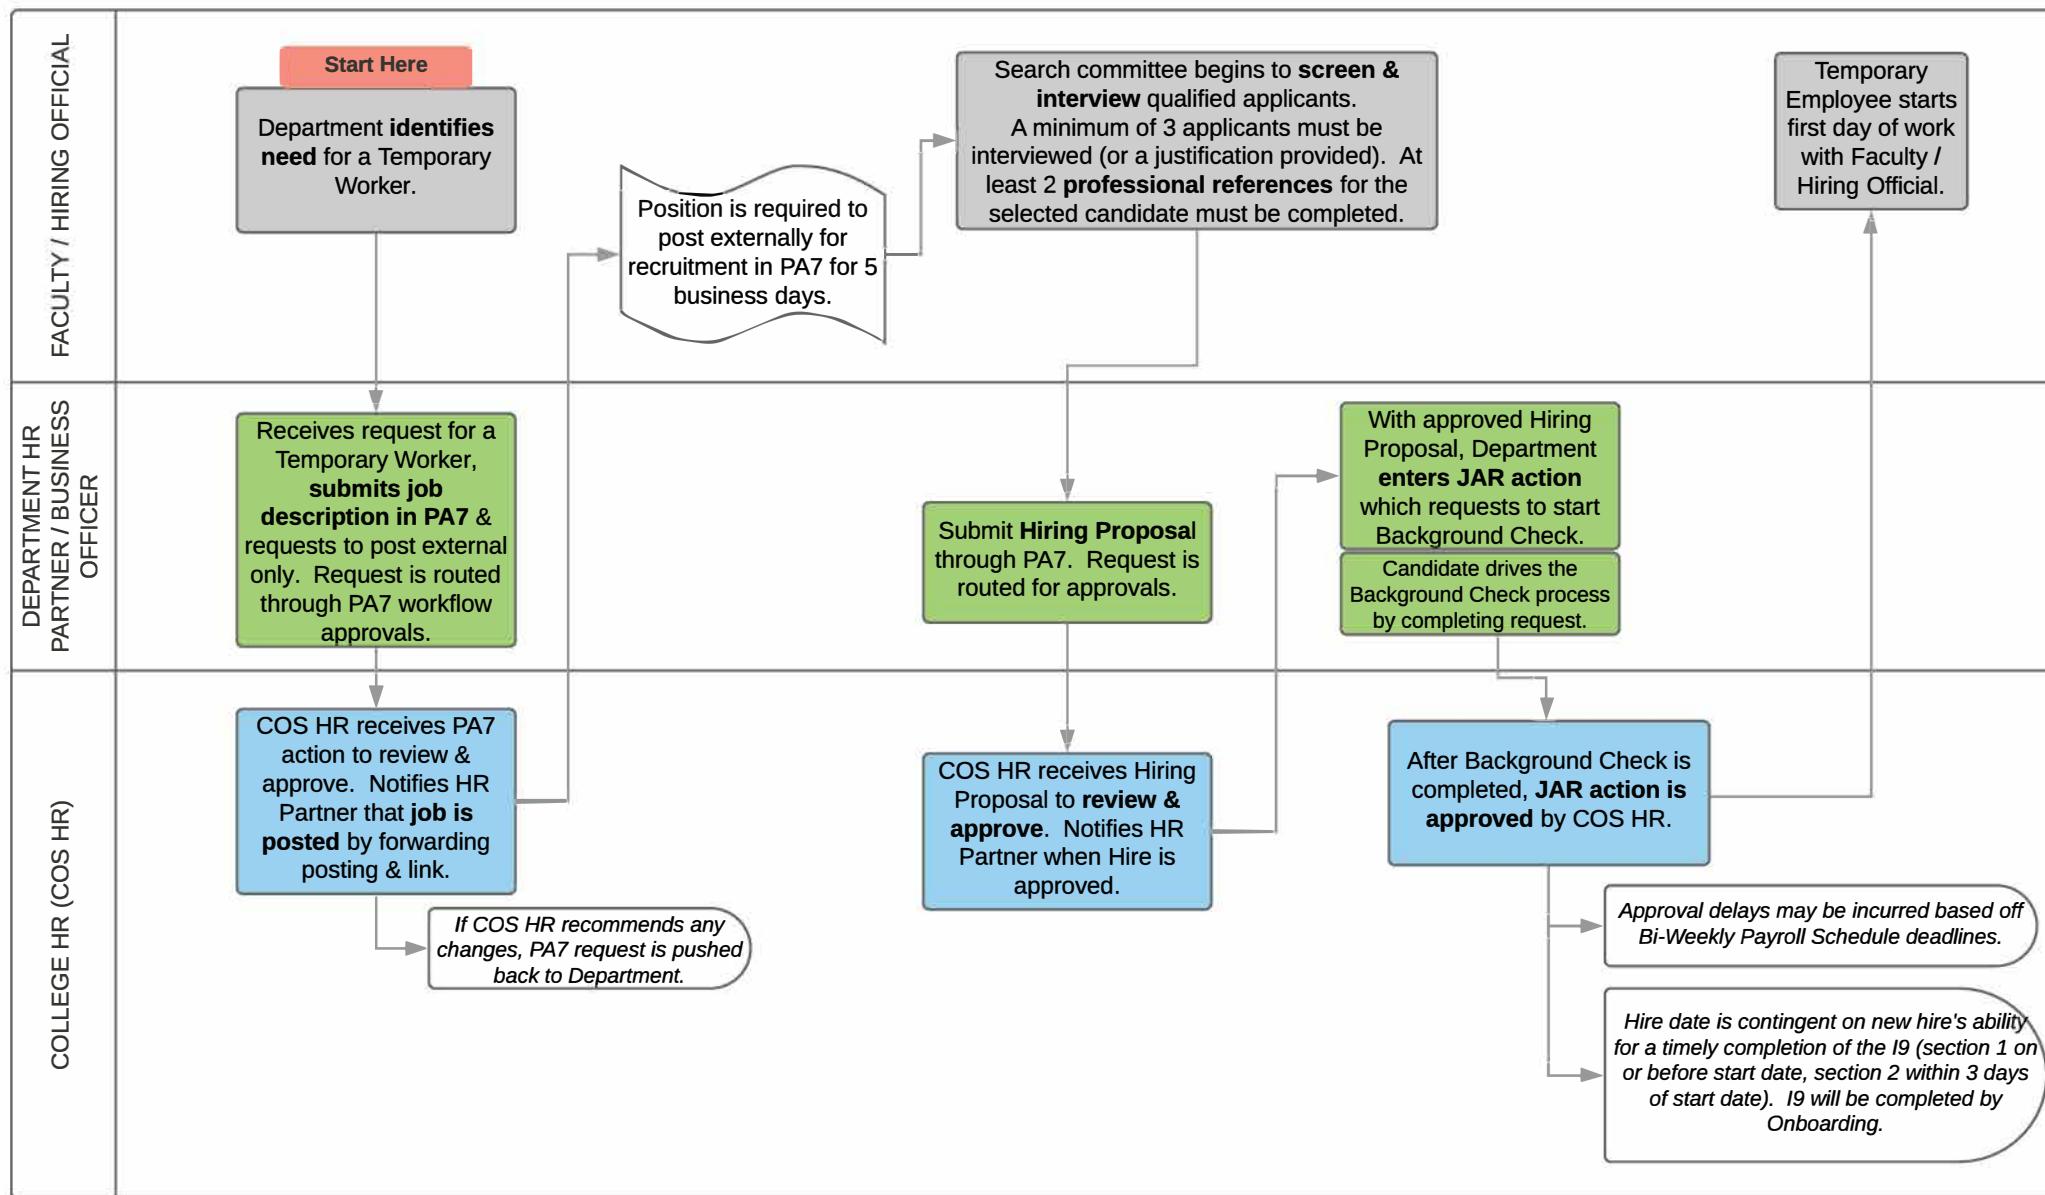 FACULTY / HIRING OFFICIAL
Start Here
Department identifies
need for a Temporary
Worker.
Position is required to
post externally for
recruitment in PA7 for 5
business days.
Search committee begins to screen &
interview qualified applicants.
A minimum of 3 applicants must be
interviewed (or a justification provided).  At
least 2 professional references for the
selected candidate must be completed.
Temporary
Employee starts
first day of work
with Faculty /
Hiring Official.
DEPARTMENT HR
PARTNER / BUSINESS
OFFICER
Receives request for a
Temporary Worker,
submits job
description in PA7 &
requests to post external
only.  Request is routed
through PA7 workflow
approvals.
Submit Hiring Proposal
through PA7.  Request is
routed for approvals.
With approved Hiring
Proposal, Department
enters JAR action
which requests to start
Background Check.
Candidate drives the
Background Check process
by completing request.
COLLEGE HR (COS HR)
COS HR receives PA7
action to review &
approve.  Notifies HR
Partner that job is
posted by forwarding
posting & link.
If COS HR recommends any
changes, PA7 request is pushed
back to Department.
COS HR receives Hiring
Proposal to review &
approve.  Notifies HR
Partner when Hire is
approved.
After Background Check is
completed, JAR action is
approved by COS HR.
Approval delays may be incurred based off
Bi-Weekly Payroll Schedule deadlines.
Hire date is contingent on new hire's ability
for a timely completion of the I9 (section 1 on
or before start date, section 2 within 3 days
of start date).  I9 will be completed by
Onboarding.